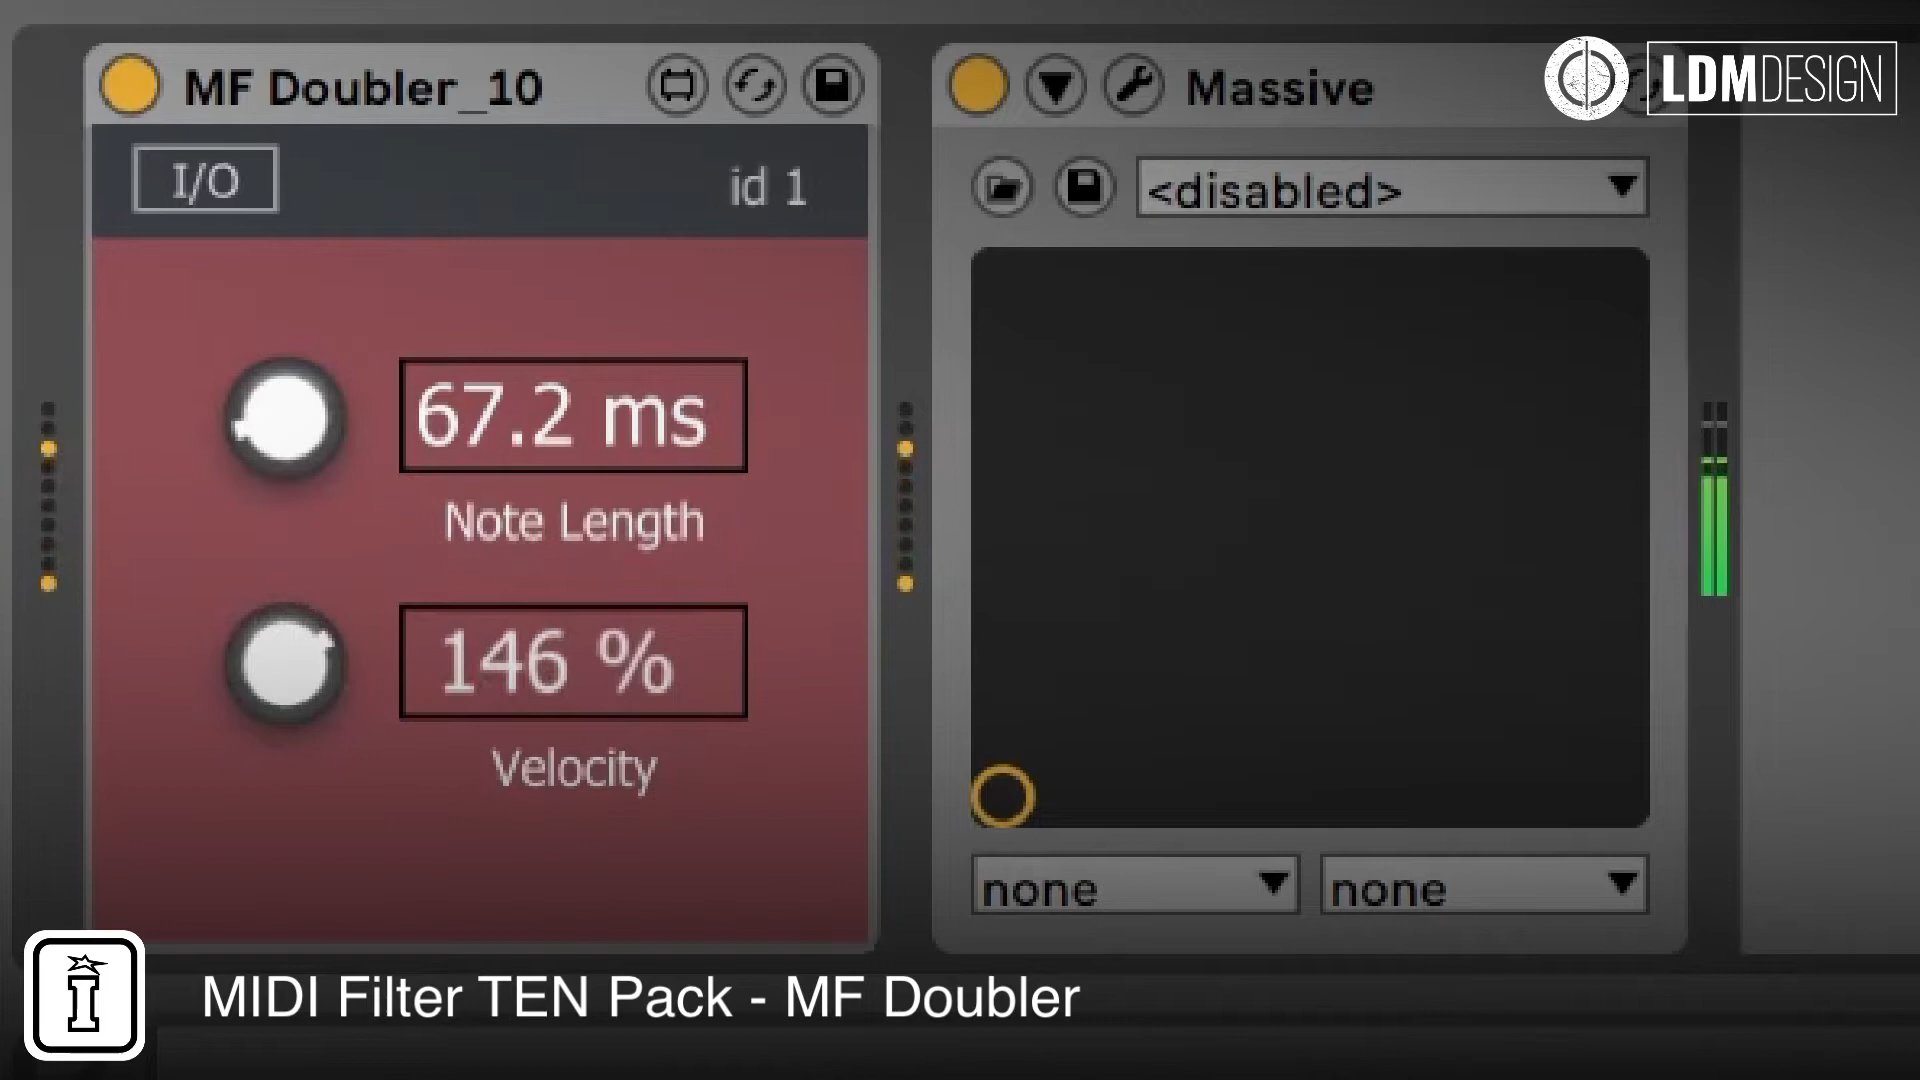 MF Doubler_10
Massive
LDMDESIGN
I/O
id 1
<disabled>
67.2 ms
Note Length
146 %
Velocity
none
none
MIDI Filter TEN Pack - MF Doubler